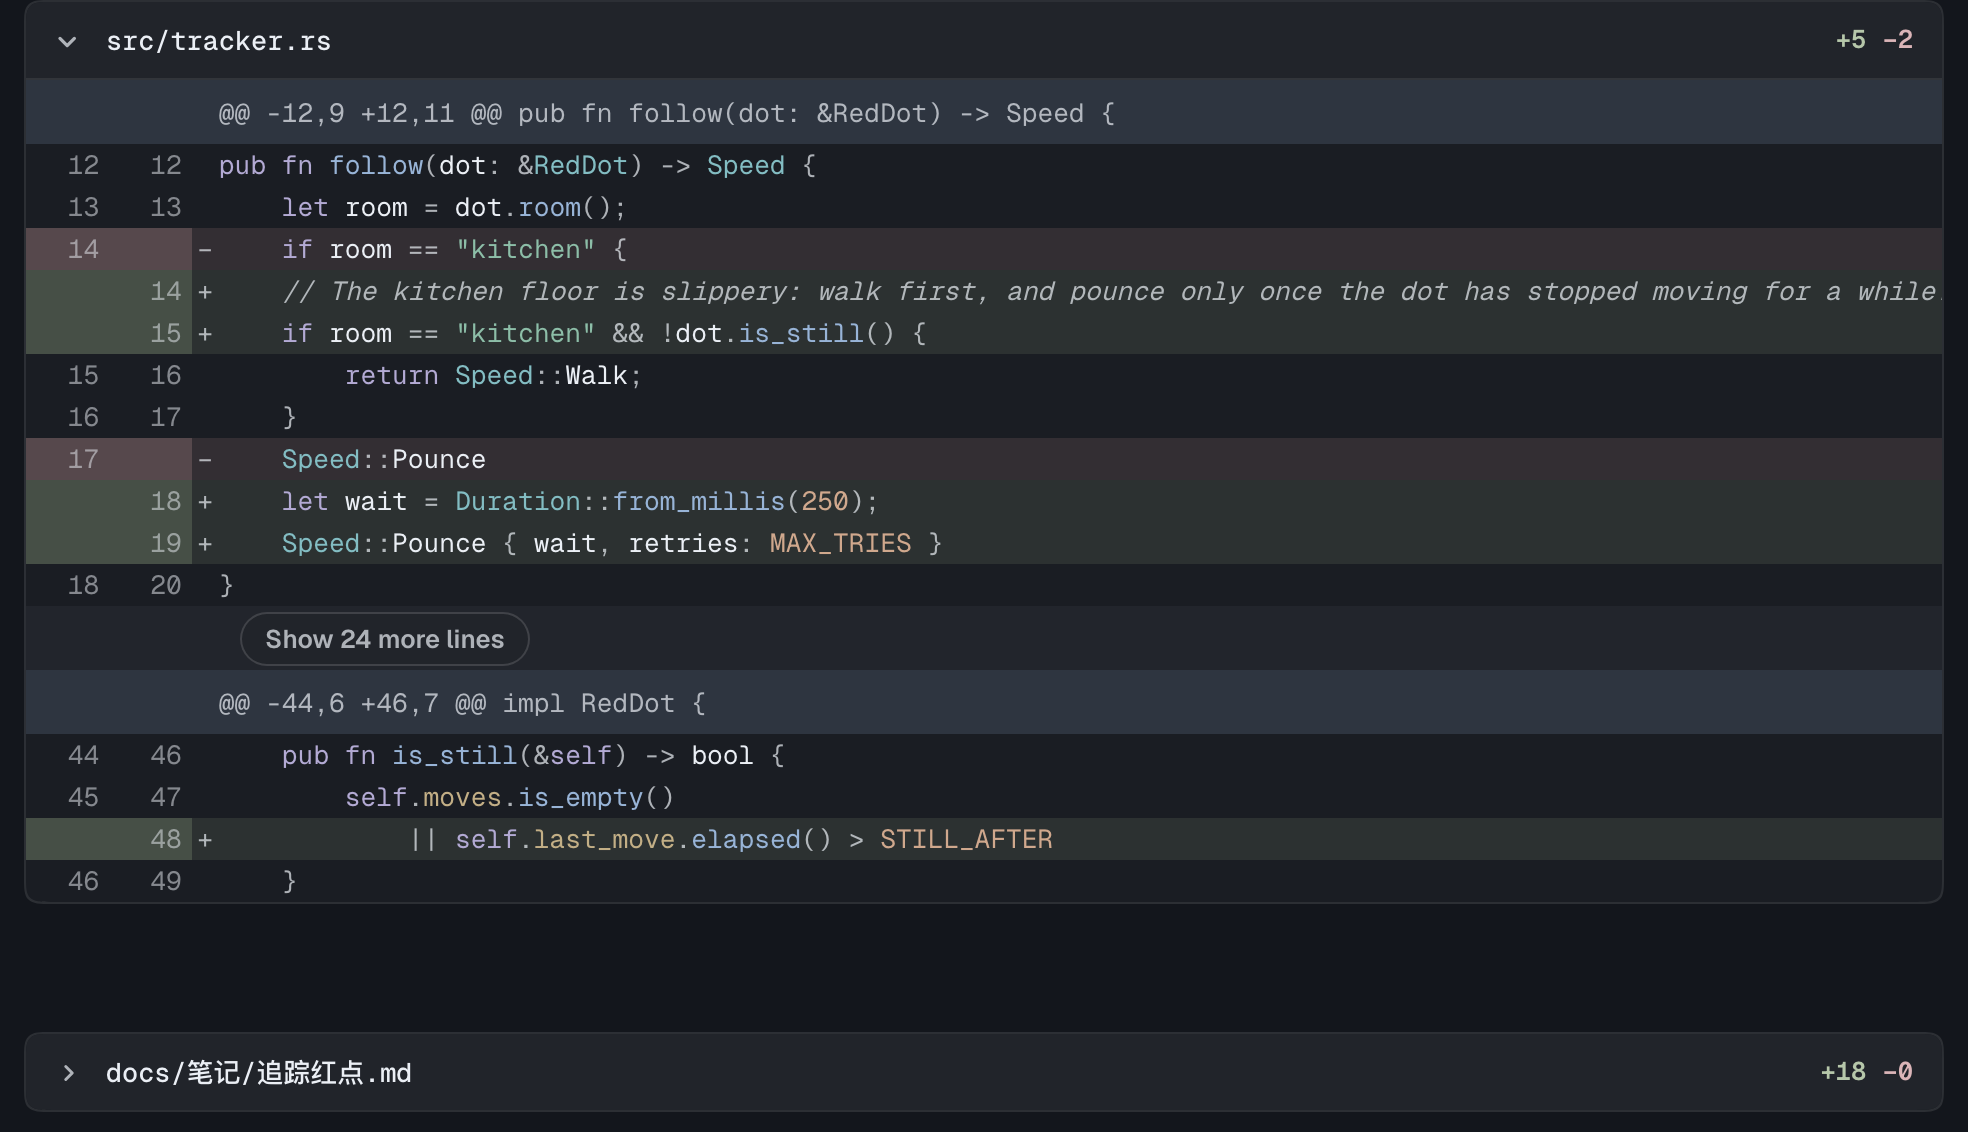 src/tracker.rs +5 -2
@@ -12,9 +12,11 @@ pub fn follow(dot: &RedDot) -> Speed {
12 12 pub fn follow(dot: &RedDot) -> Speed {
13 13 let room = dot.room();
14 - if room == "kitchen" {
14 + // The kitchen floor is slippery: walk first, and pounce only once the dot has stopped moving for a while.
15 + if room == "kitchen" && !dot.is_still() {
15 16 return Speed::Walk;
16 17 }
17 - Speed::Pounce
18 + let wait = Duration::from_millis(250);
19 + Speed::Pounce { wait, retries: MAX_TRIES }
18 20 }
Show 24 more lines
@@ -44,6 +46,7 @@ impl RedDot {
44 46 pub fn is_still(&self) -> bool {
45 47 self.moves.is_empty()
48 + || self.last_move.elapsed() > STILL_AFTER
46 49 }
docs/笔记/追踪红点.md +18 -0